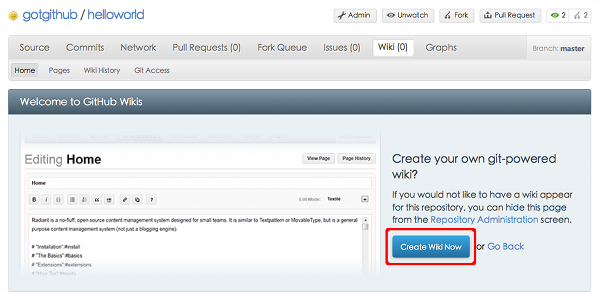 gotgithub / helloworld
Admin Unwatch Fork Pull Request 2 2
Source Commits Network Pull Requests (0) Fork Queue Issues (0) Wiki (0) Graphs Branch: master
Home Pages Wiki History Git Access
Welcome to GitHub Wikis
Editing Home
View Page Page History
Home
B I Edit Mode: Textile
Radiant is a no-fluff, open source content management system designed for small teams. It is similar to Textpattern or MovableType, but is a general
purpose content management system (not just a blogging engine).
# "Installation":#install
# "The Basics":#basics
# "Extensions":#extensions
Create your own git-powered
wiki?
If you would not like to have a wiki appear
for this repository, you can hide this page
from the Repository Administration screen.
Create Wiki Now or Go Back